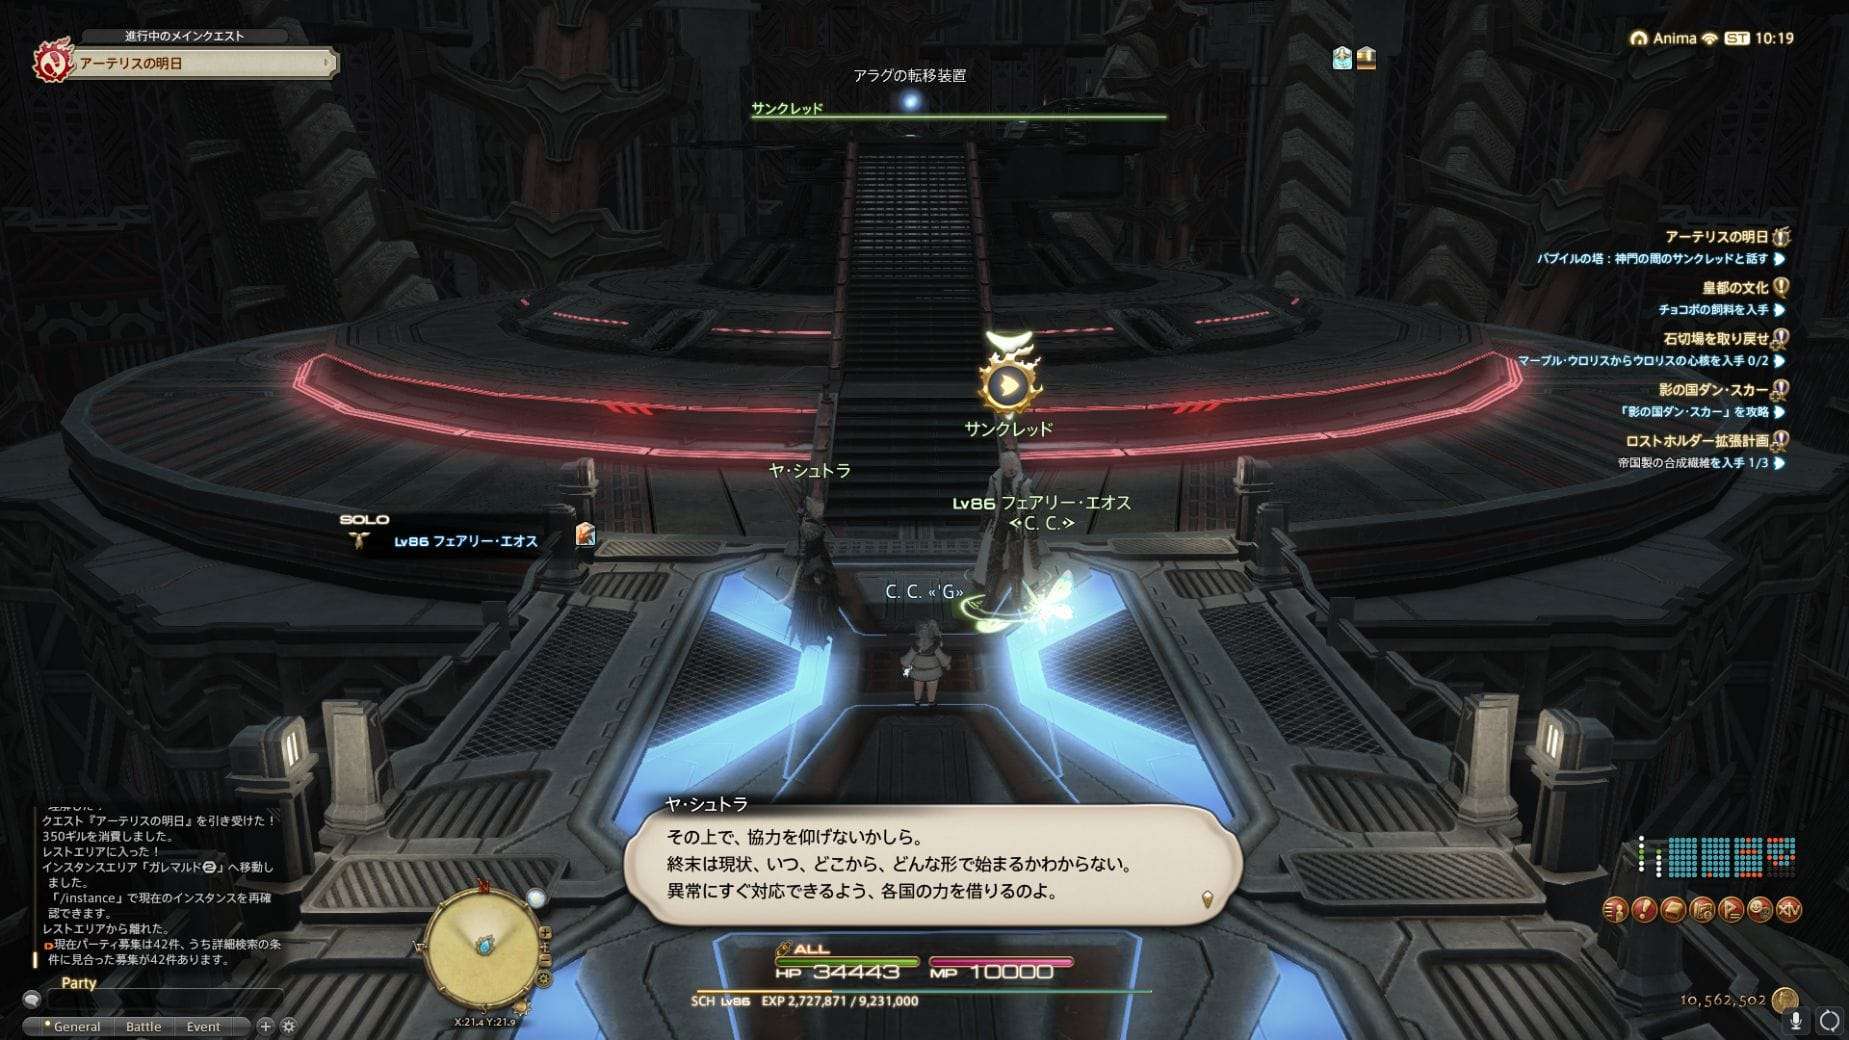 進行中のメインクエスト
アーテリスの明日
Anima ST 10:19
アラグの転移装置
サンクレッド
アーテリスの明日
バブイルの塔：神門の間のサンクレッドと話す
皇都の文化
チョコボの飼料を入手
石切場を取り戻せ
マーブル・ウロリスからウロリスの心核を入手 0/2
影の国ダン・スカー
「影の国ダン・スカー」を攻略
ロストホルダー拡張計画
帝国製の合成繊維を入手 1/3
サンクレッド
ヤ・シュトラ
Lv86 フェアリー・エオス
«C. C.»
SOLO
Lv86 フェアリー・エオス
C. C. «'G»
ヤ・シュトラ
その上で、協力を仰げないかしら。
終末は現状、いつ、どこから、どんな形で始まるかわからない。
異常にすぐ対応できるよう、各国の力を借りるのよ。
クエスト『アーテリスの明日』を引き受けた！
350ギルを消費しました。
レストエリアに入った！
インスタンスエリア「ガレマルド2」へ移動し
ました。
「/instance」で現在のインスタンスを再確
認できます。
レストエリアから離れた。
現在パーティ募集は42件、うち詳細検索の条
件に見合った募集が42件あります。
Party
General Battle Event
X:21.4 Y:21.9
ALL
HP 34443 MP 10000
SCH Lv86 EXP 2,727,871 / 9,231,000
10,562,502
XIV